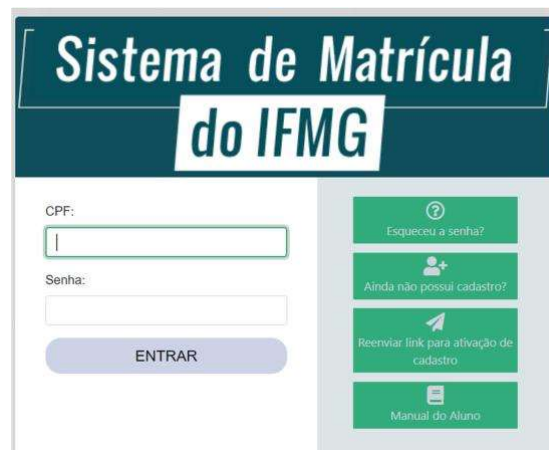 Sistema de Matrícula
do IFMG
CPF:
Senha:
ENTRAR
Esqueceu a senha?
Ainda não possui cadastro?
Reenviar link para ativação de
cadastro
Manual do Aluno